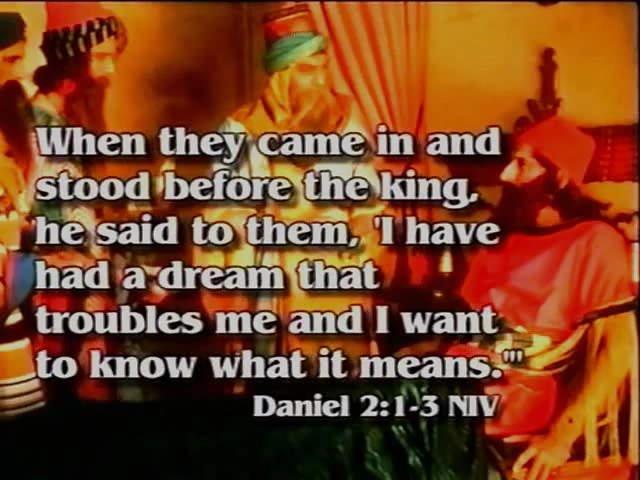 When they came in and
stood before the king,
he said to them, 'I have
had a dream that
troubles me and I want
to know what it means.'"
Daniel 2:1-3 NIV